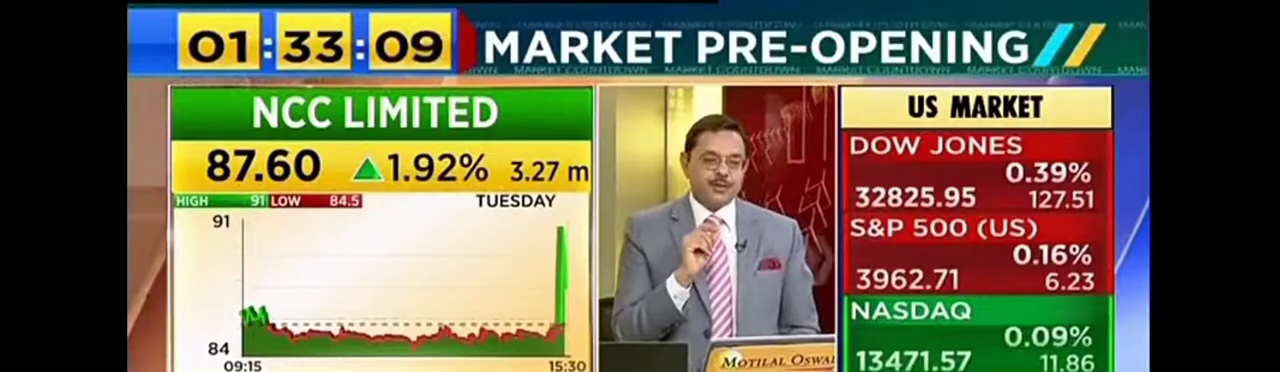 01:33:09
MARKET PRE-OPENING
NCC LIMITED
87.60 1.92% 3.27 m
HIGH 91 LOW 84.5
TUESDAY
91
84
09:15
15:30
MOTILAL OSWAL
US MARKET
DOW JONES
0.39%
32825.95 127.51
S&P 500 (US)
0.16%
3962.71 6.23
NASDAQ
0.09%
13471.57 11.86